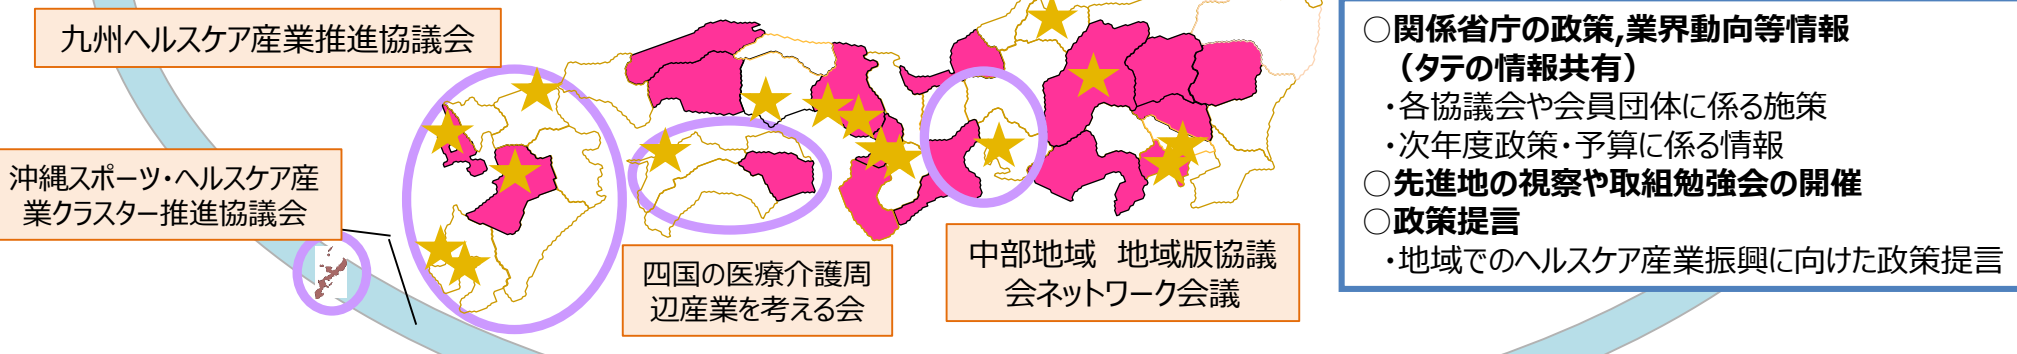 九州ヘルスケア産業推進協議会
沖縄スポーツ・ヘルスケア産
業クラスター推進協議会
四国の医療介護周
辺産業を考える会
中部地域　地域版協議
会ネットワーク会議
○関係省庁の政策,業界動向等情報
（タテの情報共有）
・各協議会や会員団体に係る施策
・次年度政策・予算に係る情報
○先進地の視察や取組勉強会の開催
○政策提言
・地域でのヘルスケア産業振興に向けた政策提言